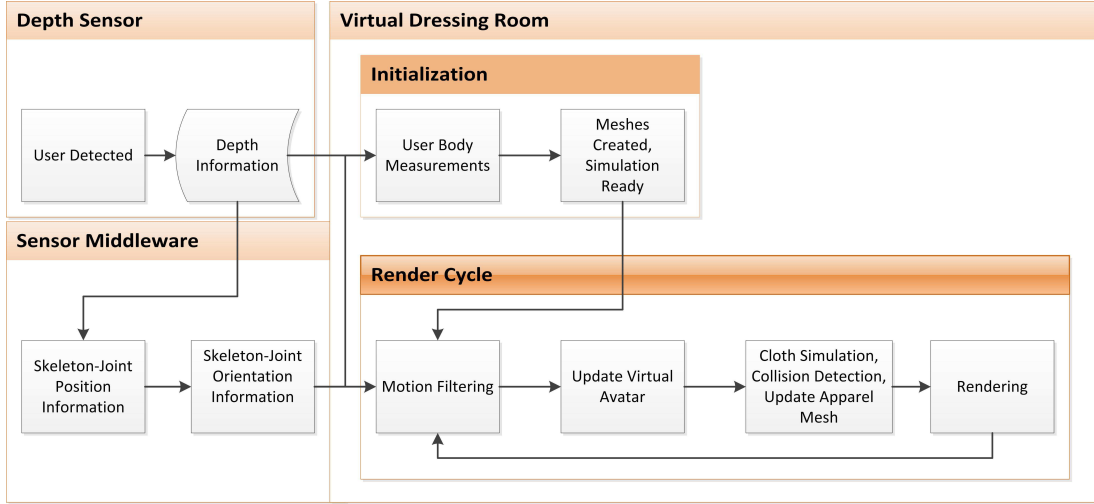 Depth Sensor
Virtual Dressing Room
Initialization
User Detected
Depth
Information
User Body
Measurements
Meshes
Created,
Simulation
Ready
Sensor Middleware
Render Cycle
Skeleton-Joint
Position
Information
Skeleton-Joint
Orientation
Information
Motion Filtering
Update Virtual
Avatar
Cloth Simulation,
Collision Detection,
Update Apparel
Mesh
Rendering